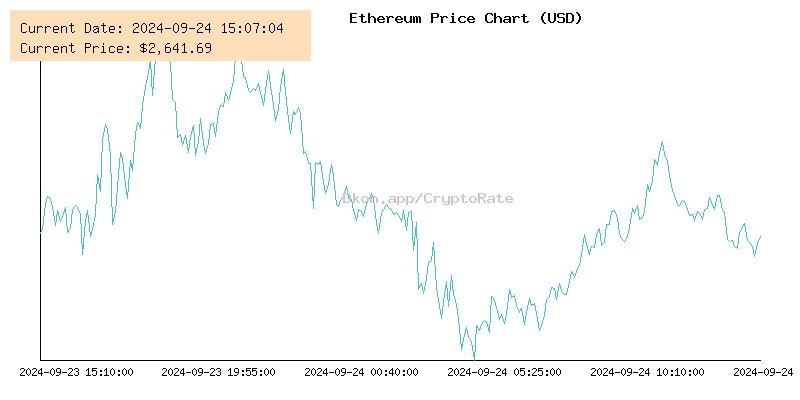 Ethereum Price Chart (USD)
Current Date: 2024-09-24 15:07:04
Current Price: $2,641.69
Dkon.app/CryptoRate
2024-09-23 15:10:00 2024-09-23 19:55:00 2024-09-24 00:40:00 2024-09-24 05:25:00 2024-09-24 10:10:00 2024-09-24